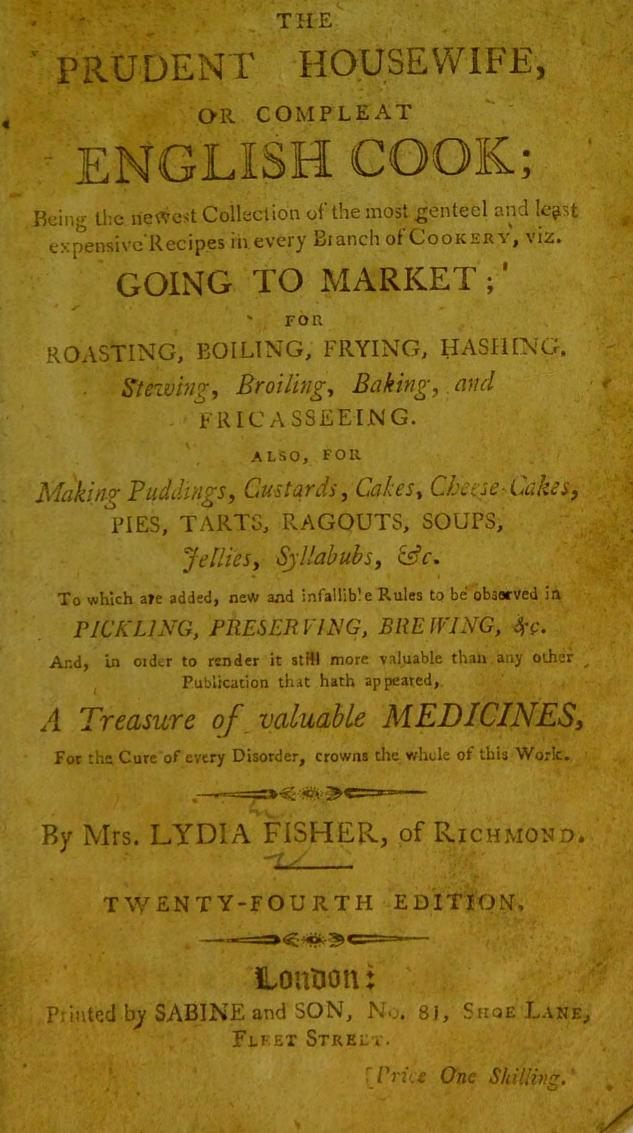 THE
PRUDENT HOUSEWIFE,
OR COMPLEAT
ENGLISH COOK;
Being the newest Collection of the most genteel and least
expensive Recipes in every Branch of COOKERY, viz.
GOING TO MARKET;
FOR
ROASTING, BOILING, FRYING, HASHING,
Stewing, Broiling, Baking, and
FRICASSEEING.
ALSO, FOR
Making Puddings, Custards, Cakes, Cheese-Cakes,
PIES, TARTS, RAGOUTS, SOUPS,
Jellies, Syllabubs, &c.
To which are added, new and infallible Rules to be observed in
PICKLING, PRESERVING, BREWING, &c.
And, in order to render it still more valuable than any other
Publication that hath appeared,
A Treasure of valuable MEDICINES,
For the Cure of every Disorder, crowns the whole of this Work.
By Mrs. LYDIA FISHER, of RICHMOND.
TWENTY-FOURTH EDITION.
London:
Printed by SABINE and SON, No. 81, SHOE LANE,
FLEET STREET.
[Price One Shilling.